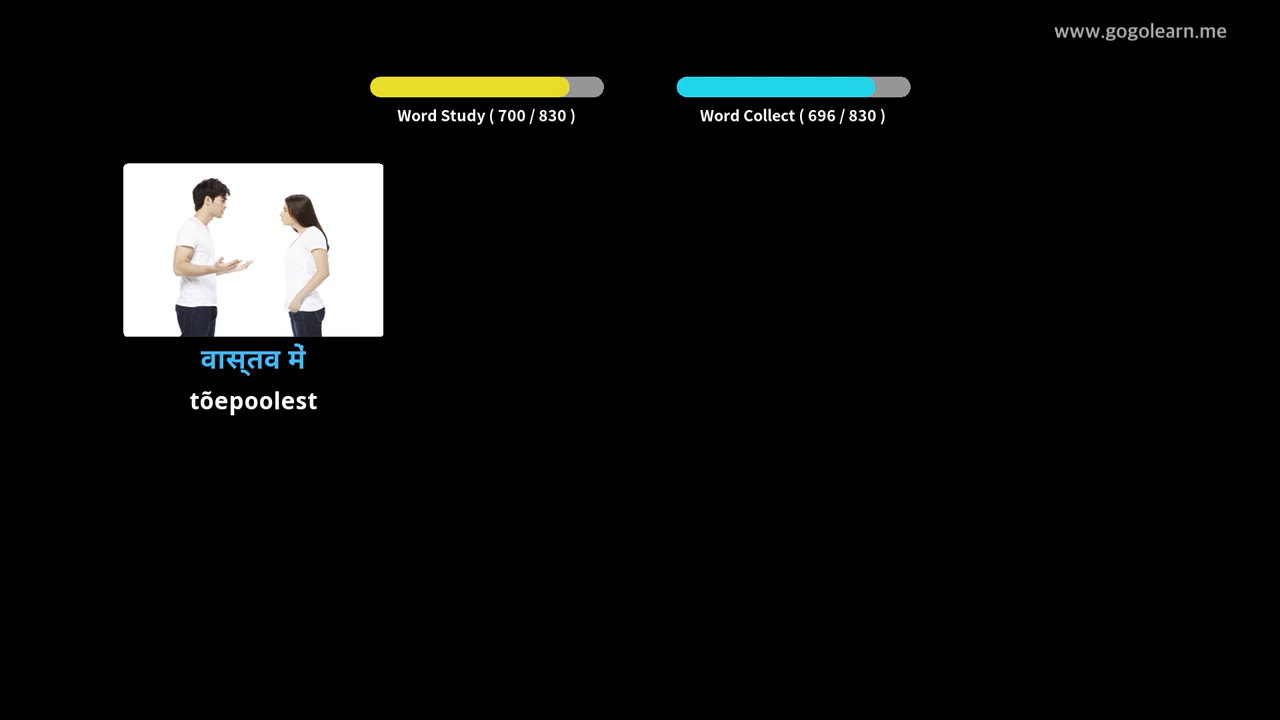 www.gogolearn.me
Word Study ( 700 / 830 )
Word Collect ( 696 / 830 )
वास्तव में
tõepoolest